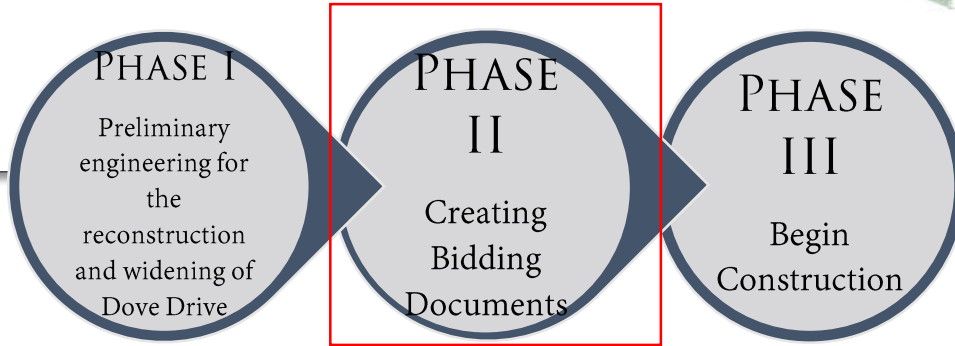 PHASE I
Preliminary
engineering for
the
reconstruction
and widening of
Dove Drive
PHASE
II
Creating
Bidding
Documents
PHASE
III
Begin
Construction